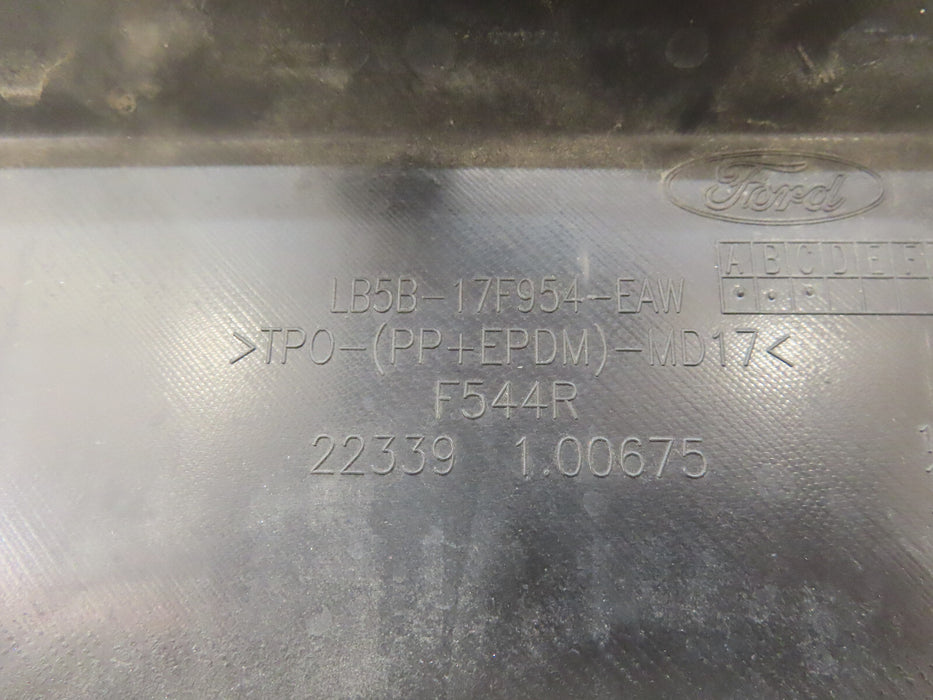 Ford
A B C D E F
LB5B-17F954-EAW
>TPO-(PP+EPDM)-MD17<
F544R
22339 1.00675